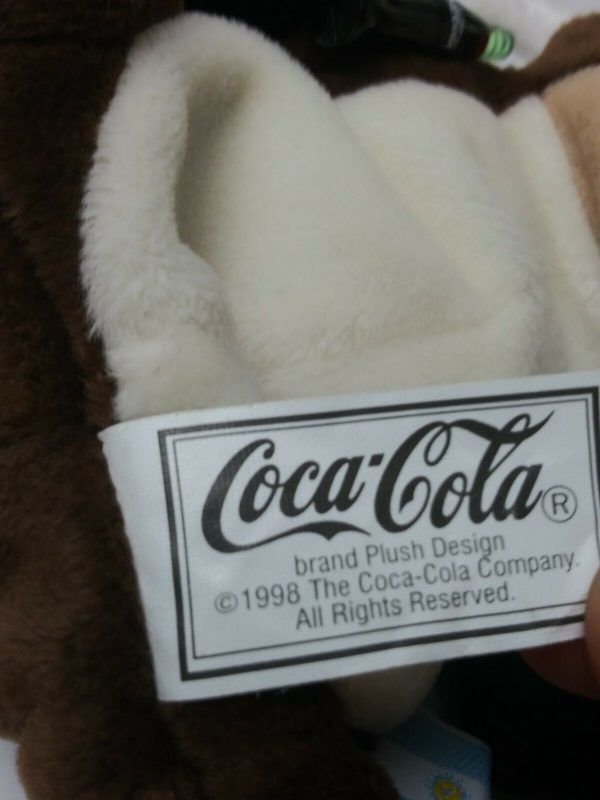 Coca-Cola®
brand Plush Design
©1998 The Coca-Cola Company.
All Rights Reserved.